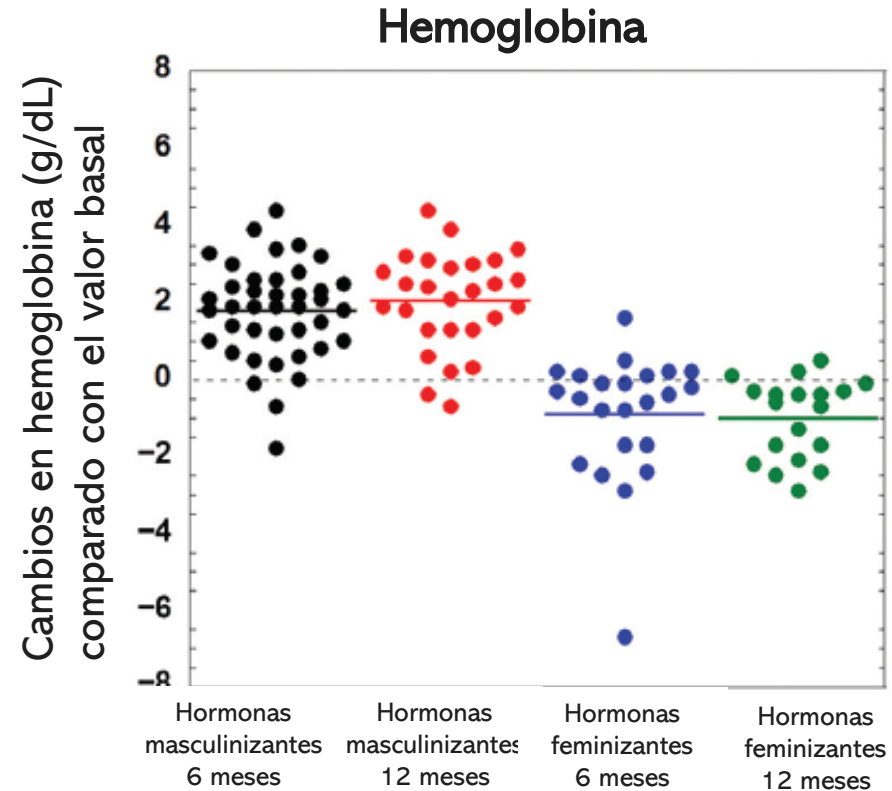 Hemoglobina
Cambios en hemoglobina (g/dL)
comparado con el valor basal
8
6
4
2
0
−2
−4
−6
−8
Hormonas
masculinizantes
6 meses
Hormonas
masculinizantes
12 meses
Hormonas
feminizantes
6 meses
Hormonas
feminizantes
12 meses